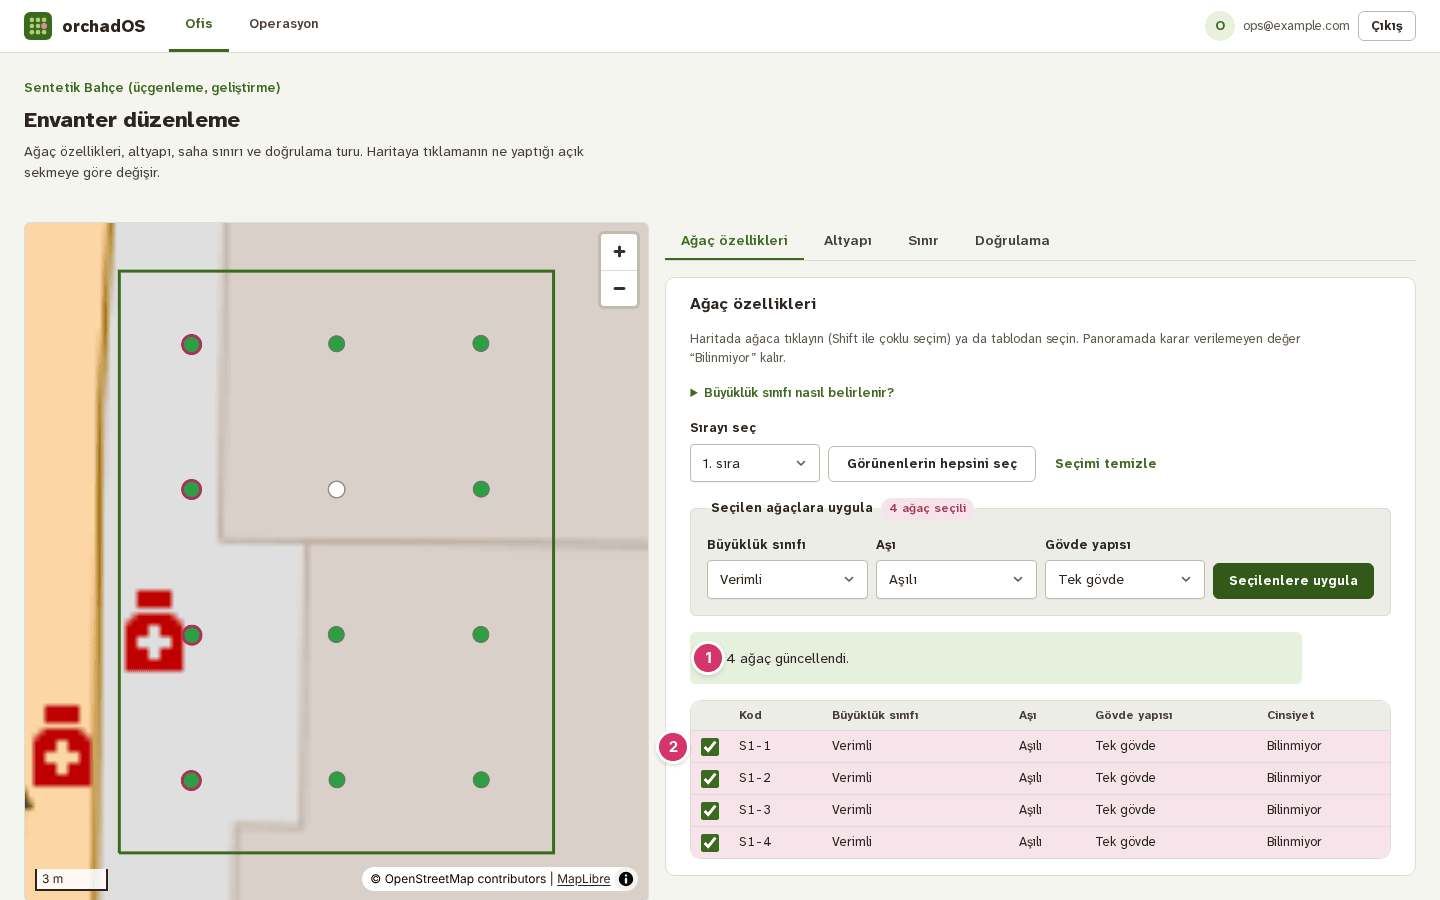 orchadOS
Ofis
Operasyon
O
ops@example.com
Çıkış
Sentetik Bahçe (üçgenleme, geliştirme)
Envanter düzenleme
Ağaç özellikleri, altyapı, saha sınırı ve doğrulama turu. Haritaya tıklamanın ne yaptığı açık
sekmeye göre değişir.
+
−
3 m
© OpenStreetMap contributors | MapLibre
Ağaç özellikleri
Altyapı
Sınır
Doğrulama
Ağaç özellikleri
Haritada ağaca tıklayın (Shift ile çoklu seçim) ya da tablodan seçin. Panoramada karar verilemeyen değer
“Bilinmiyor” kalır.
Büyüklük sınıfı nasıl belirlenir?
Sırayı seç
1. sıra
Görünenlerin hepsini seç
Seçimi temizle
Seçilen ağaçlara uygula
4 ağaç seçili
Büyüklük sınıfı
Aşı
Gövde yapısı
Verimli
Aşılı
Tek gövde
Seçilenlere uygula
1
4 ağaç güncellendi.
Kod Büyüklük sınıfı Aşı Gövde yapısı Cinsiyet
2
S1-1 Verimli Aşılı Tek gövde Bilinmiyor
S1-2 Verimli Aşılı Tek gövde Bilinmiyor
S1-3 Verimli Aşılı Tek gövde Bilinmiyor
S1-4 Verimli Aşılı Tek gövde Bilinmiyor